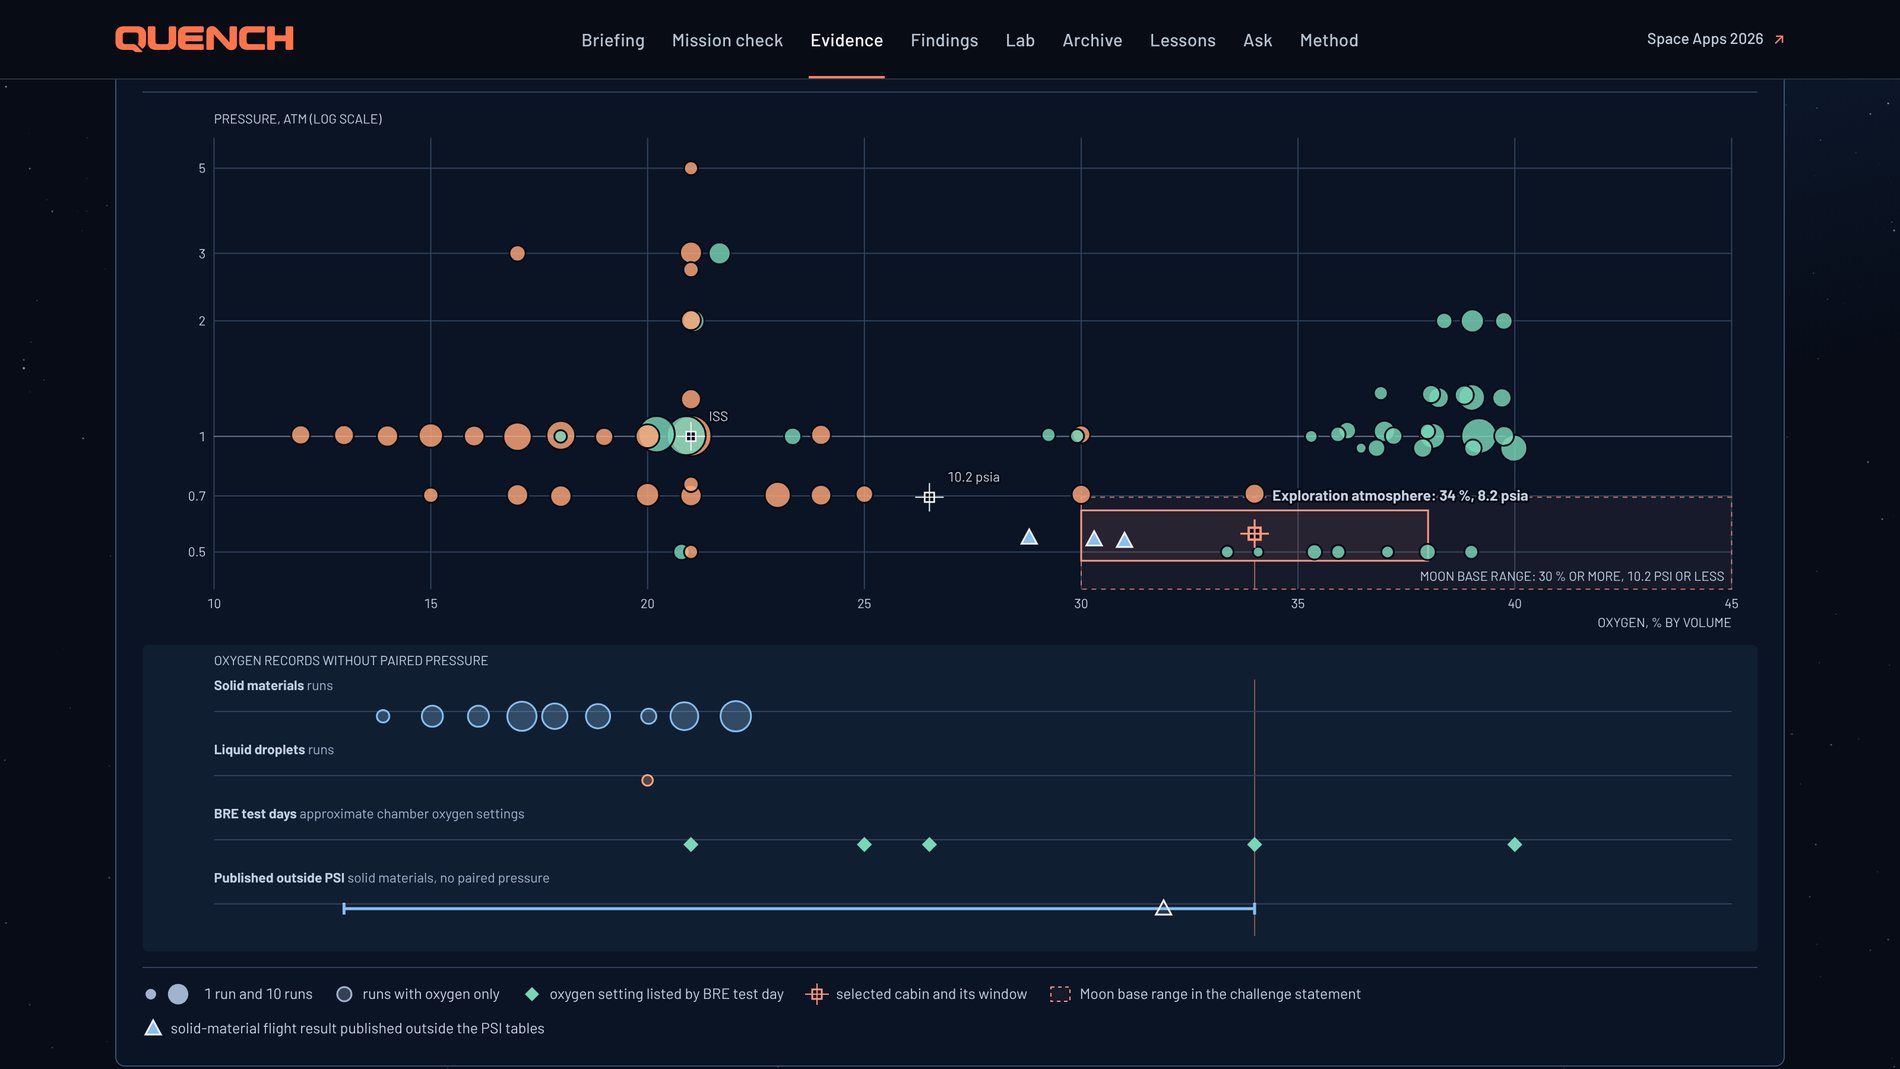 QUENCH
Briefing Mission check Evidence Findings Lab Archive Lessons Ask Method
Space Apps 2026
PRESSURE, ATM (LOG SCALE)
5
3
2
ISS
1
10.2 psia
0.7
Exploration atmosphere: 34 %, 8.2 psia
0.5
MOON BASE RANGE: 30 % OR MORE, 10.2 PSI OR LESS
10 15 20 25 30 35 40 45
OXYGEN, % BY VOLUME
OXYGEN RECORDS WITHOUT PAIRED PRESSURE
Solid materials runs
Liquid droplets runs
BRE test days approximate chamber oxygen settings
Published outside PSI solid materials, no paired pressure
1 run and 10 runs runs with oxygen only oxygen setting listed by BRE test day selected cabin and its window Moon base range in the challenge statement
solid-material flight result published outside the PSI tables